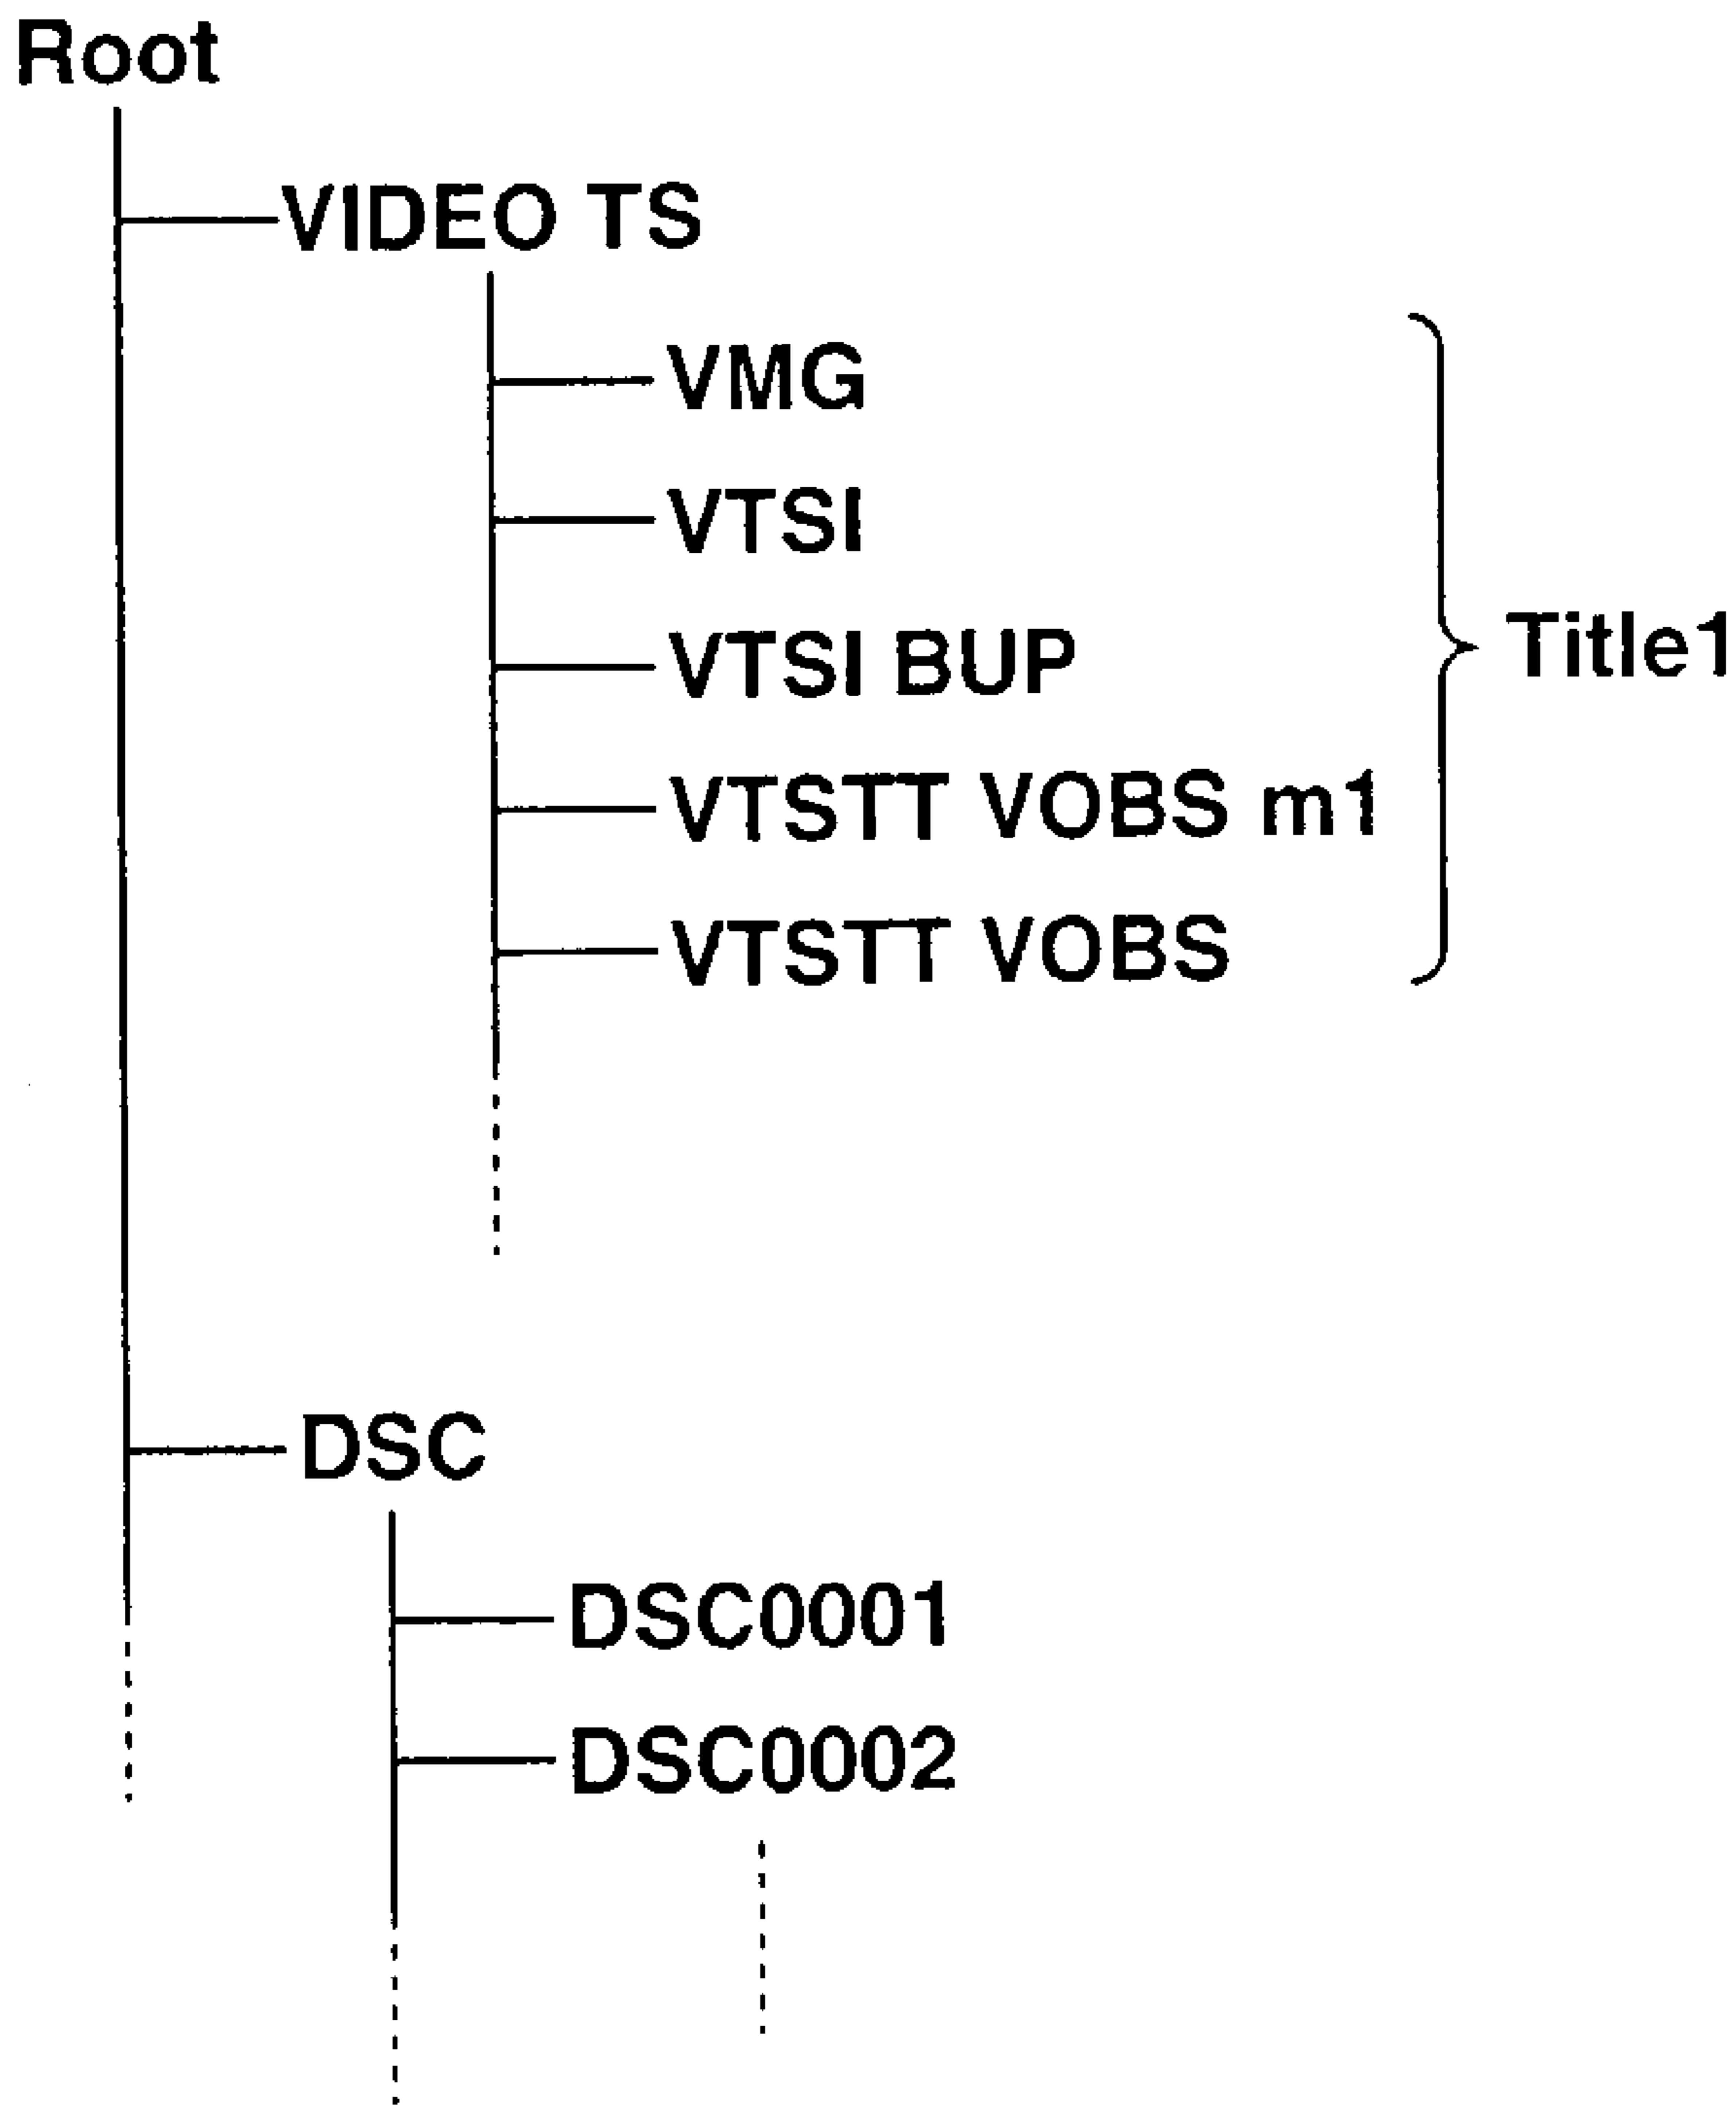 Root
VIDEO TS
VMG
VTSI
VTSI BUP
Title1
VTSTT VOBS m1
VTSTT VOBS
DSC
DSC0001
DSC0002